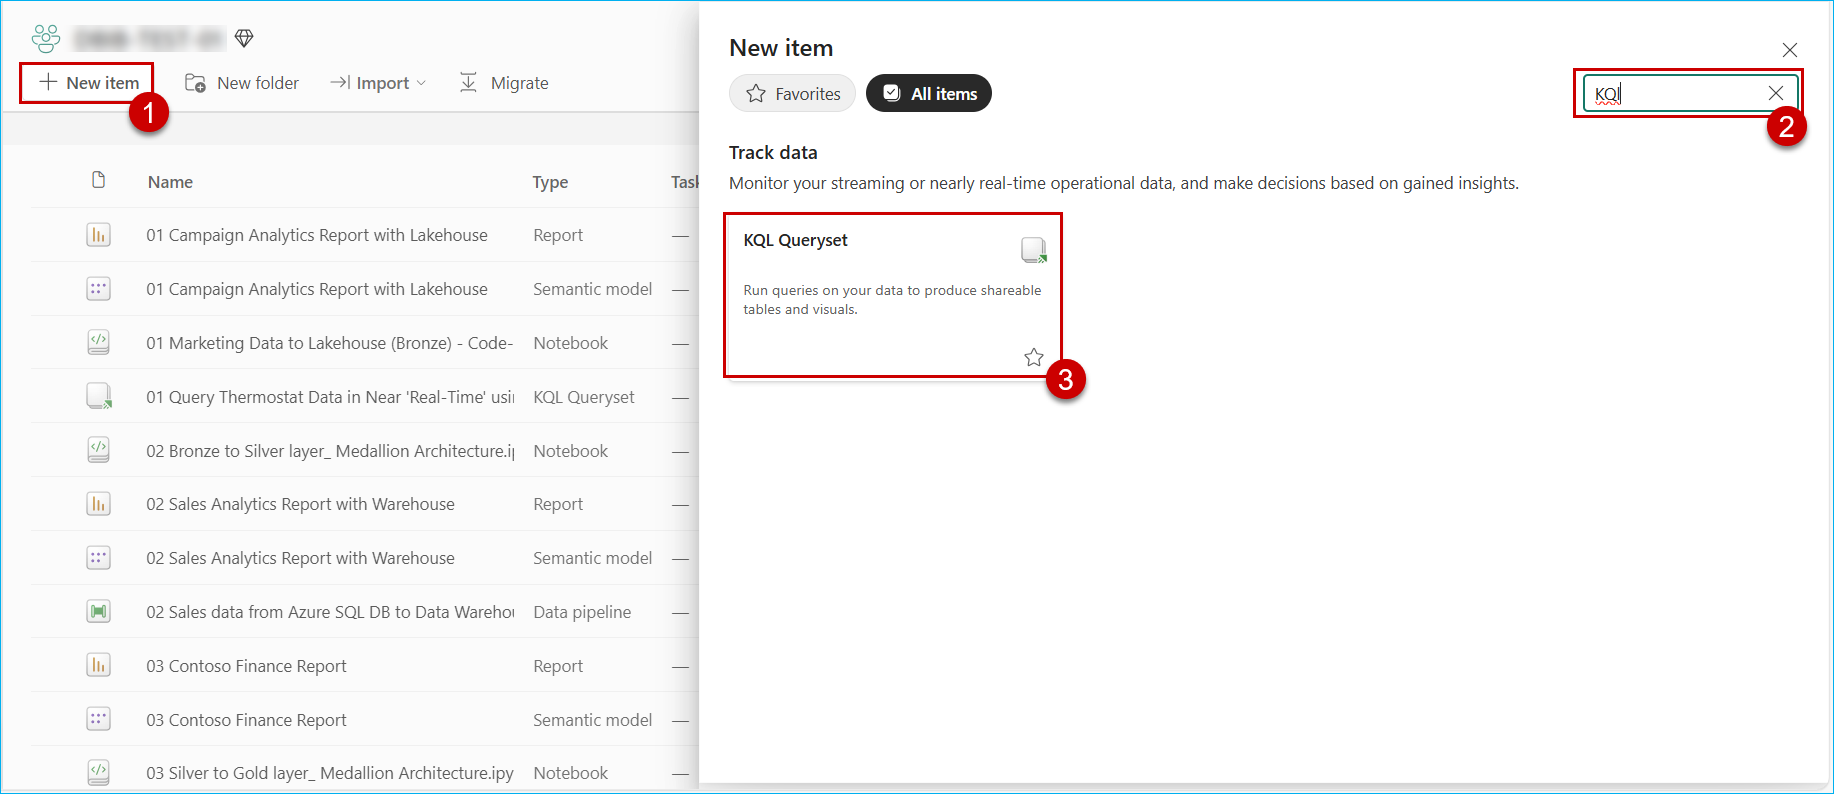 New item
New folder
Import
Migrate
1
Name
Type
Task
01 Campaign Analytics Report with Lakehouse
Report
—
01 Campaign Analytics Report with Lakehouse
Semantic model
—
01 Marketing Data to Lakehouse (Bronze) - Code-
Notebook
—
01 Query Thermostat Data in Near 'Real-Time' usi
KQL Queryset
—
02 Bronze to Silver layer_ Medallion Architecture.i
Notebook
—
02 Sales Analytics Report with Warehouse
Report
—
02 Sales Analytics Report with Warehouse
Semantic model
—
02 Sales data from Azure SQL DB to Data Wareho
Data pipeline
—
03 Contoso Finance Report
Report
—
03 Contoso Finance Report
Semantic model
—
03 Silver to Gold layer_ Medallion Architecture.ipy
Notebook
—
New item
Favorites
All items
KQl
2
Track data
Monitor your streaming or nearly real-time operational data, and make decisions based on gained insights.
KQL Queryset
Run queries on your data to produce shareable
tables and visuals.
3